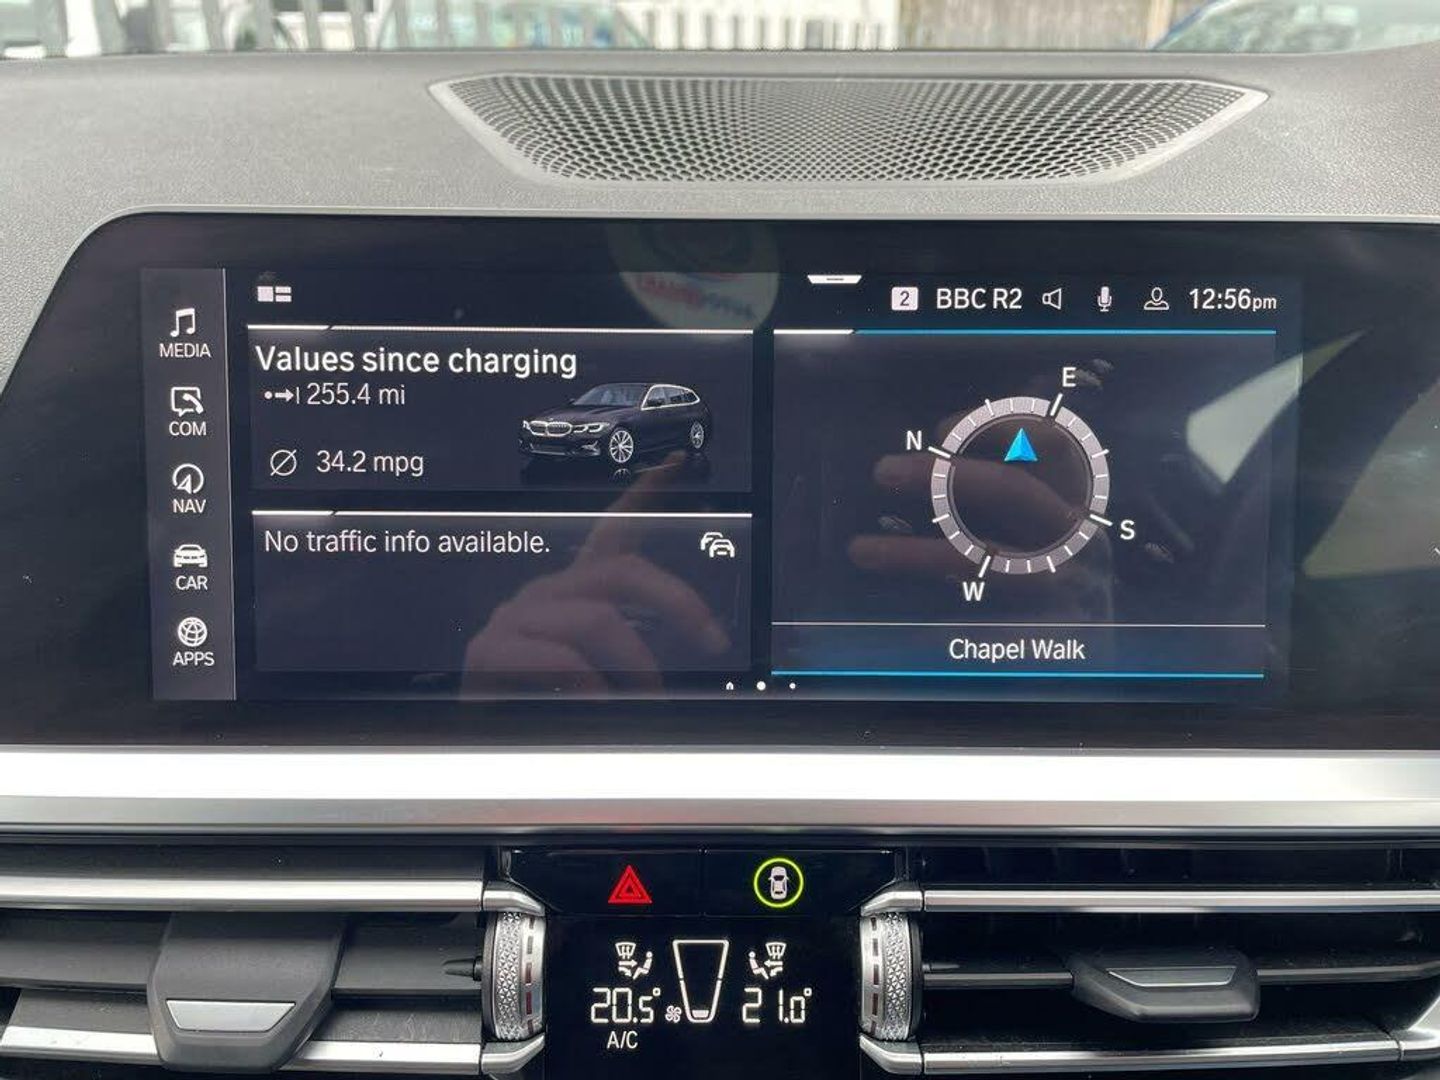 2 BBC R2 12:56pm
MEDIA
COM
NAV
CAR
APPS
Values since charging
255.4 mi
34.2 mpg
No traffic info available.
E
N
S
W
Chapel Walk
20.5° 21.0°
A/C